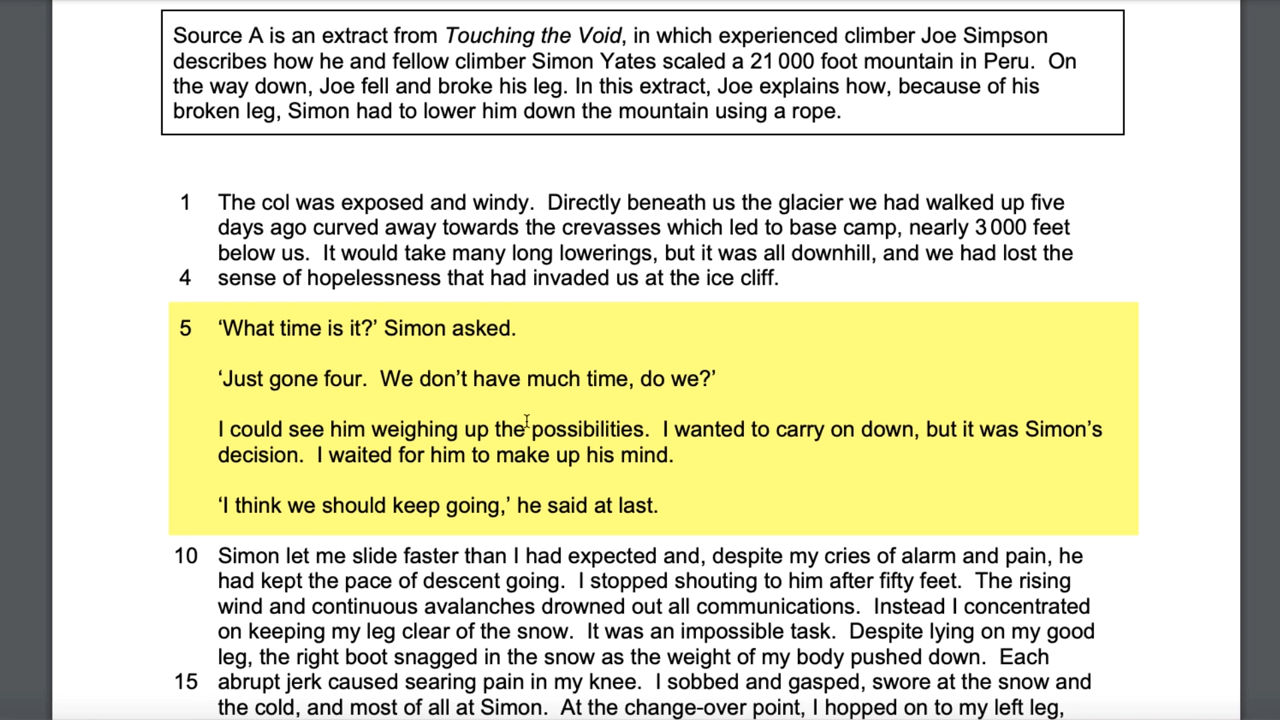 Source A is an extract from Touching the Void, in which experienced climber Joe Simpson
describes how he and fellow climber Simon Yates scaled a 21 000 foot mountain in Peru. On
the way down, Joe fell and broke his leg. In this extract, Joe explains how, because of his
broken leg, Simon had to lower him down the mountain using a rope.
1 The col was exposed and windy. Directly beneath us the glacier we had walked up five
days ago curved away towards the crevasses which led to base camp, nearly 3 000 feet
below us. It would take many long lowerings, but it was all downhill, and we had lost the
4 sense of hopelessness that had invaded us at the ice cliff.
5 ‘What time is it?’ Simon asked.
‘Just gone four. We don’t have much time, do we?’
I could see him weighing up the possibilities. I wanted to carry on down, but it was Simon’s
decision. I waited for him to make up his mind.
‘I think we should keep going,’ he said at last.
10 Simon let me slide faster than I had expected and, despite my cries of alarm and pain, he
had kept the pace of descent going. I stopped shouting to him after fifty feet. The rising
wind and continuous avalanches drowned out all communications. Instead I concentrated
on keeping my leg clear of the snow. It was an impossible task. Despite lying on my good
leg, the right boot snagged in the snow as the weight of my body pushed down. Each
15 abrupt jerk caused searing pain in my knee. I sobbed and gasped, swore at the snow and
the cold, and most of all at Simon. At the change-over point, I hopped on to my left leg,